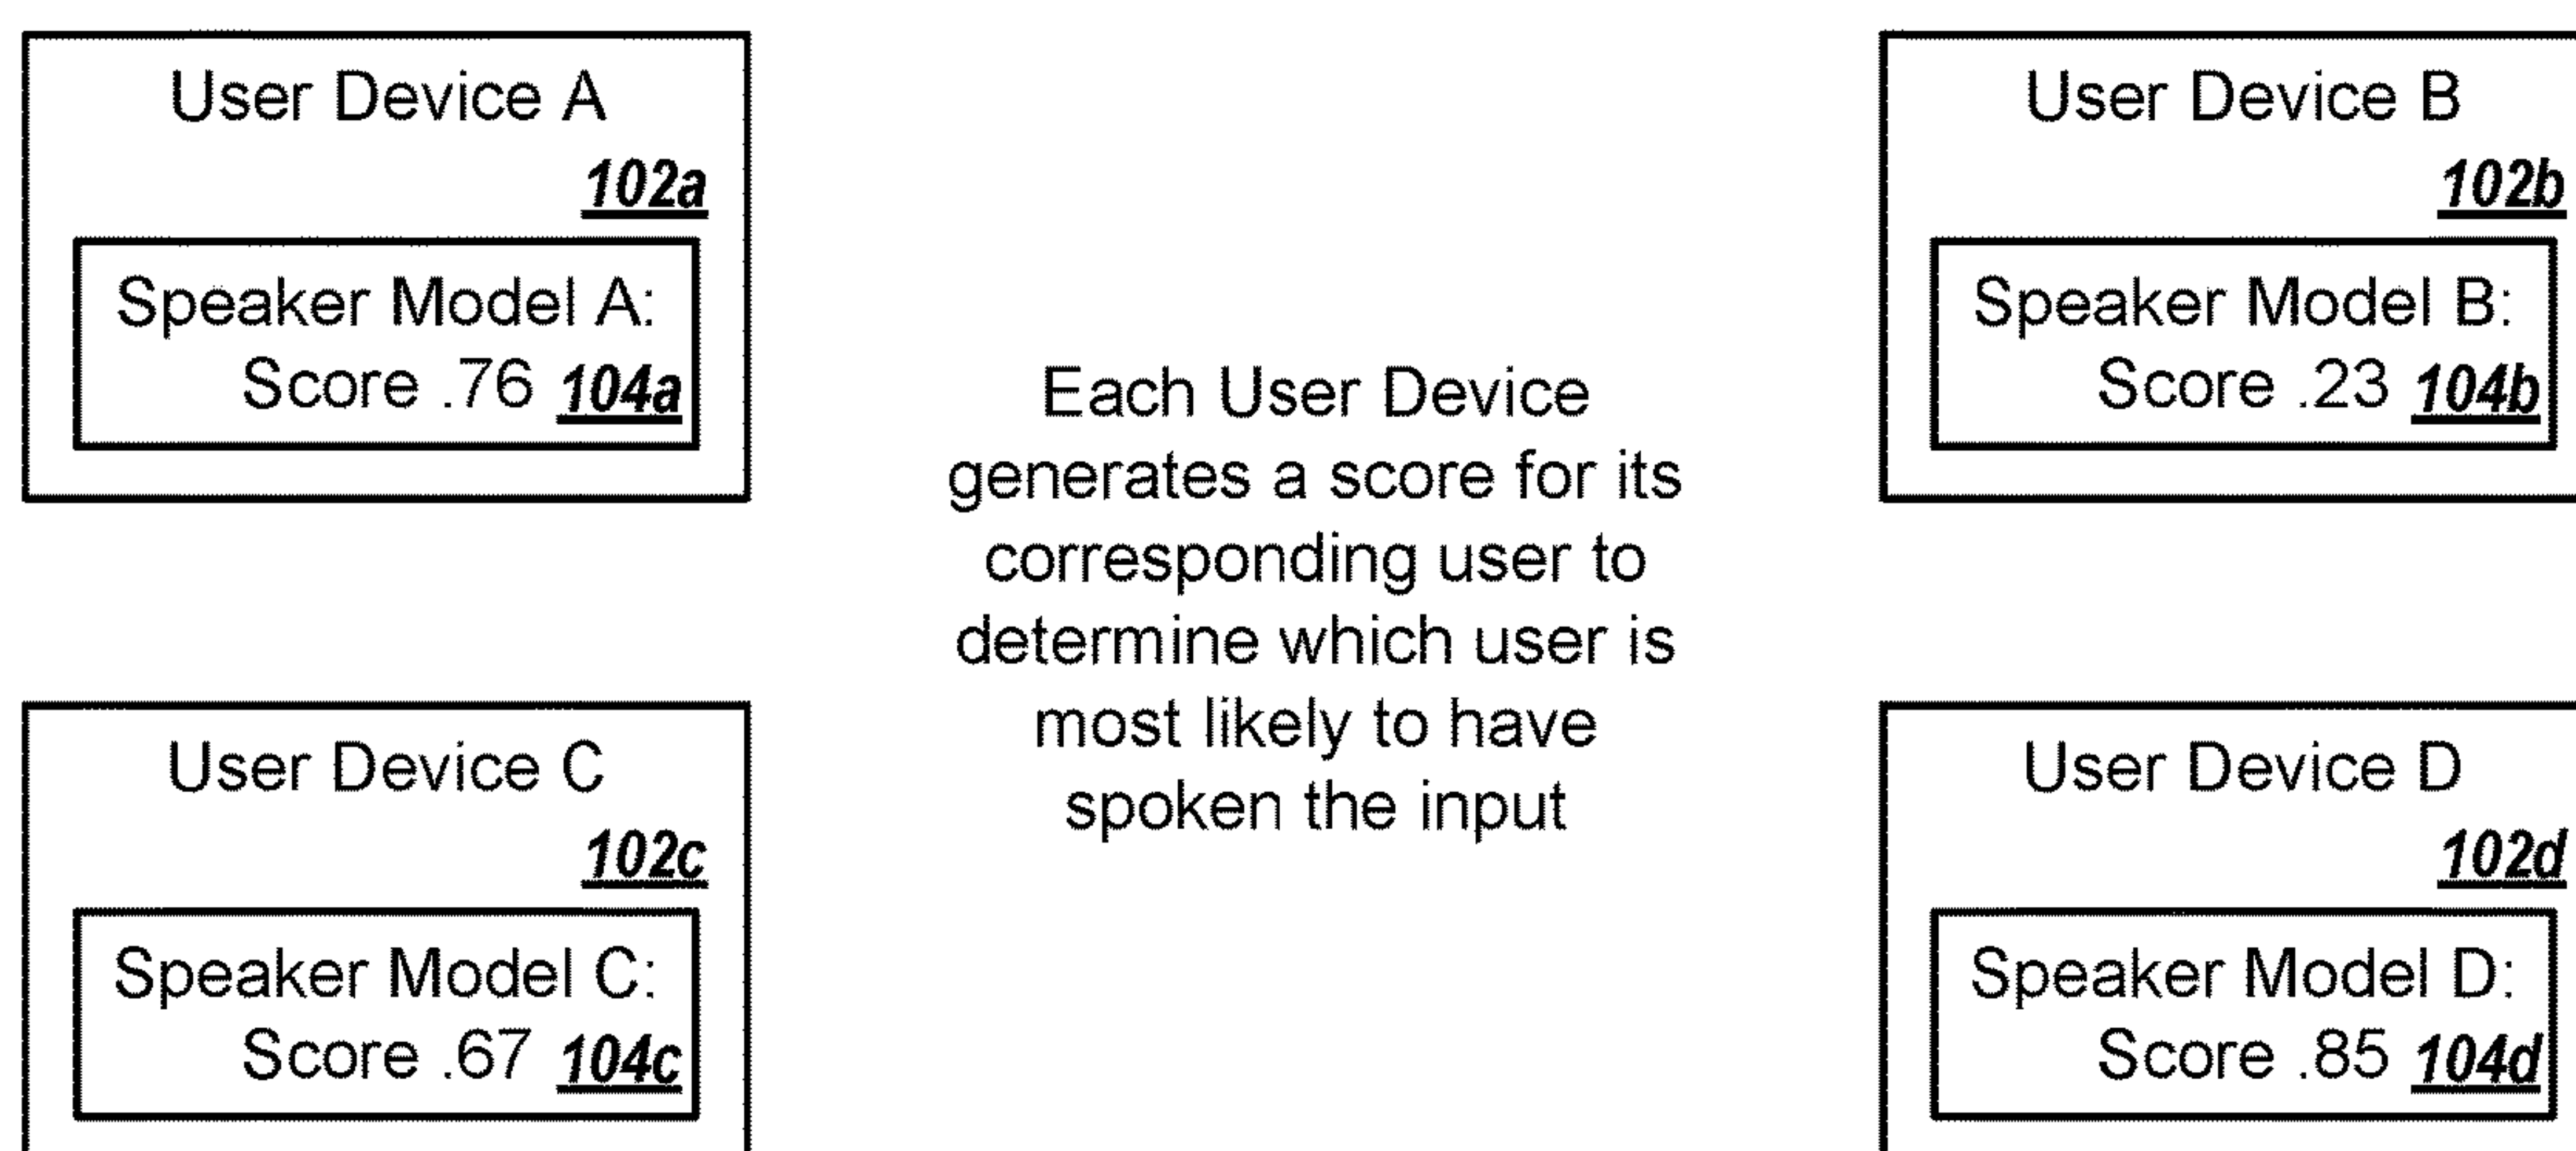 User Device A
102a
Speaker Model A:
Score .76 104a
User Device B
102b
Speaker Model B:
Score .23 104b
Each User Device
generates a score for its
corresponding user to
determine which user is
most likely to have
spoken the input
User Device C
102c
Speaker Model C:
Score .67 104c
User Device D
102d
Speaker Model D:
Score .85 104d